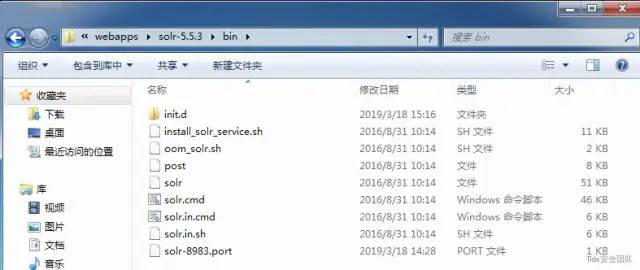 « webapps ▸ solr-5.5.3 ▸ bin ▸ 搜索 bin
组织 包含到库中 共享 新建文件夹
收藏夹 名称 修改日期 类型 大小
下载 init.d 2019/3/18 15:16 文件夹
install_solr_service.sh 2016/8/31 10:14 SH 文件 11 KB
桌面 oom_solr.sh 2016/8/31 10:14 SH 文件 2 KB
最近访问的位置 post 2016/8/31 10:14 文件 8 KB
solr 2016/8/31 10:14 文件 51 KB
库 solr.cmd 2016/8/31 10:14 Windows 命令脚本 46 KB
视频 solr.in.cmd 2016/8/31 10:14 Windows 命令脚本 6 KB
图片 solr.in.sh 2016/8/31 10:14 SH 文件 6 KB
文档 solr-8983.port 2019/3/18 14:28 PORT 文件 1 KB
音乐
Tide安全团队